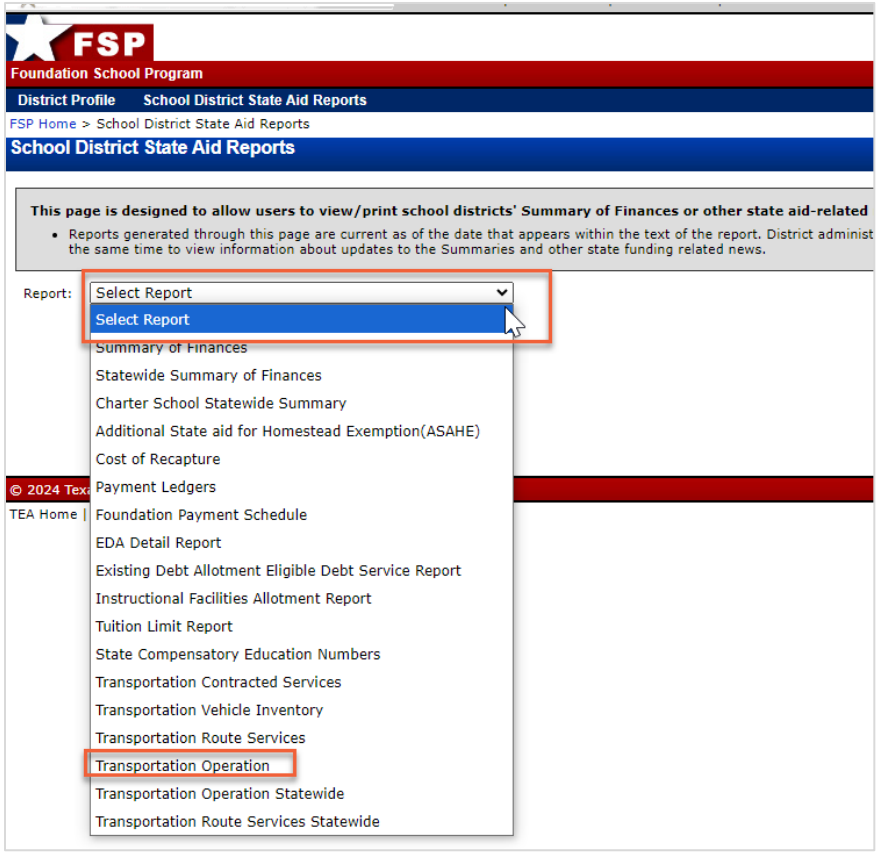 FSP
Foundation School Program
District Profile School District State Aid Reports
FSP Home > School District State Aid Reports
School District State Aid Reports
This page is designed to allow users to view/print school districts' Summary of Finances or other state aid-related
• Reports generated through this page are current as of the date that appears within the text of the report. District administ
the same time to view information about updates to the Summaries and other state funding related news.
Report: Select Report
Select Report
Summary of Finances
Statewide Summary of Finances
Charter School Statewide Summary
Additional State aid for Homestead Exemption(ASAHE)
Cost of Recapture
© 2024 Texa Payment Ledgers
TEA Home | Foundation Payment Schedule
EDA Detail Report
Existing Debt Allotment Eligible Debt Service Report
Instructional Facilities Allotment Report
Tuition Limit Report
State Compensatory Education Numbers
Transportation Contracted Services
Transportation Vehicle Inventory
Transportation Route Services
Transportation Operation
Transportation Operation Statewide
Transportation Route Services Statewide